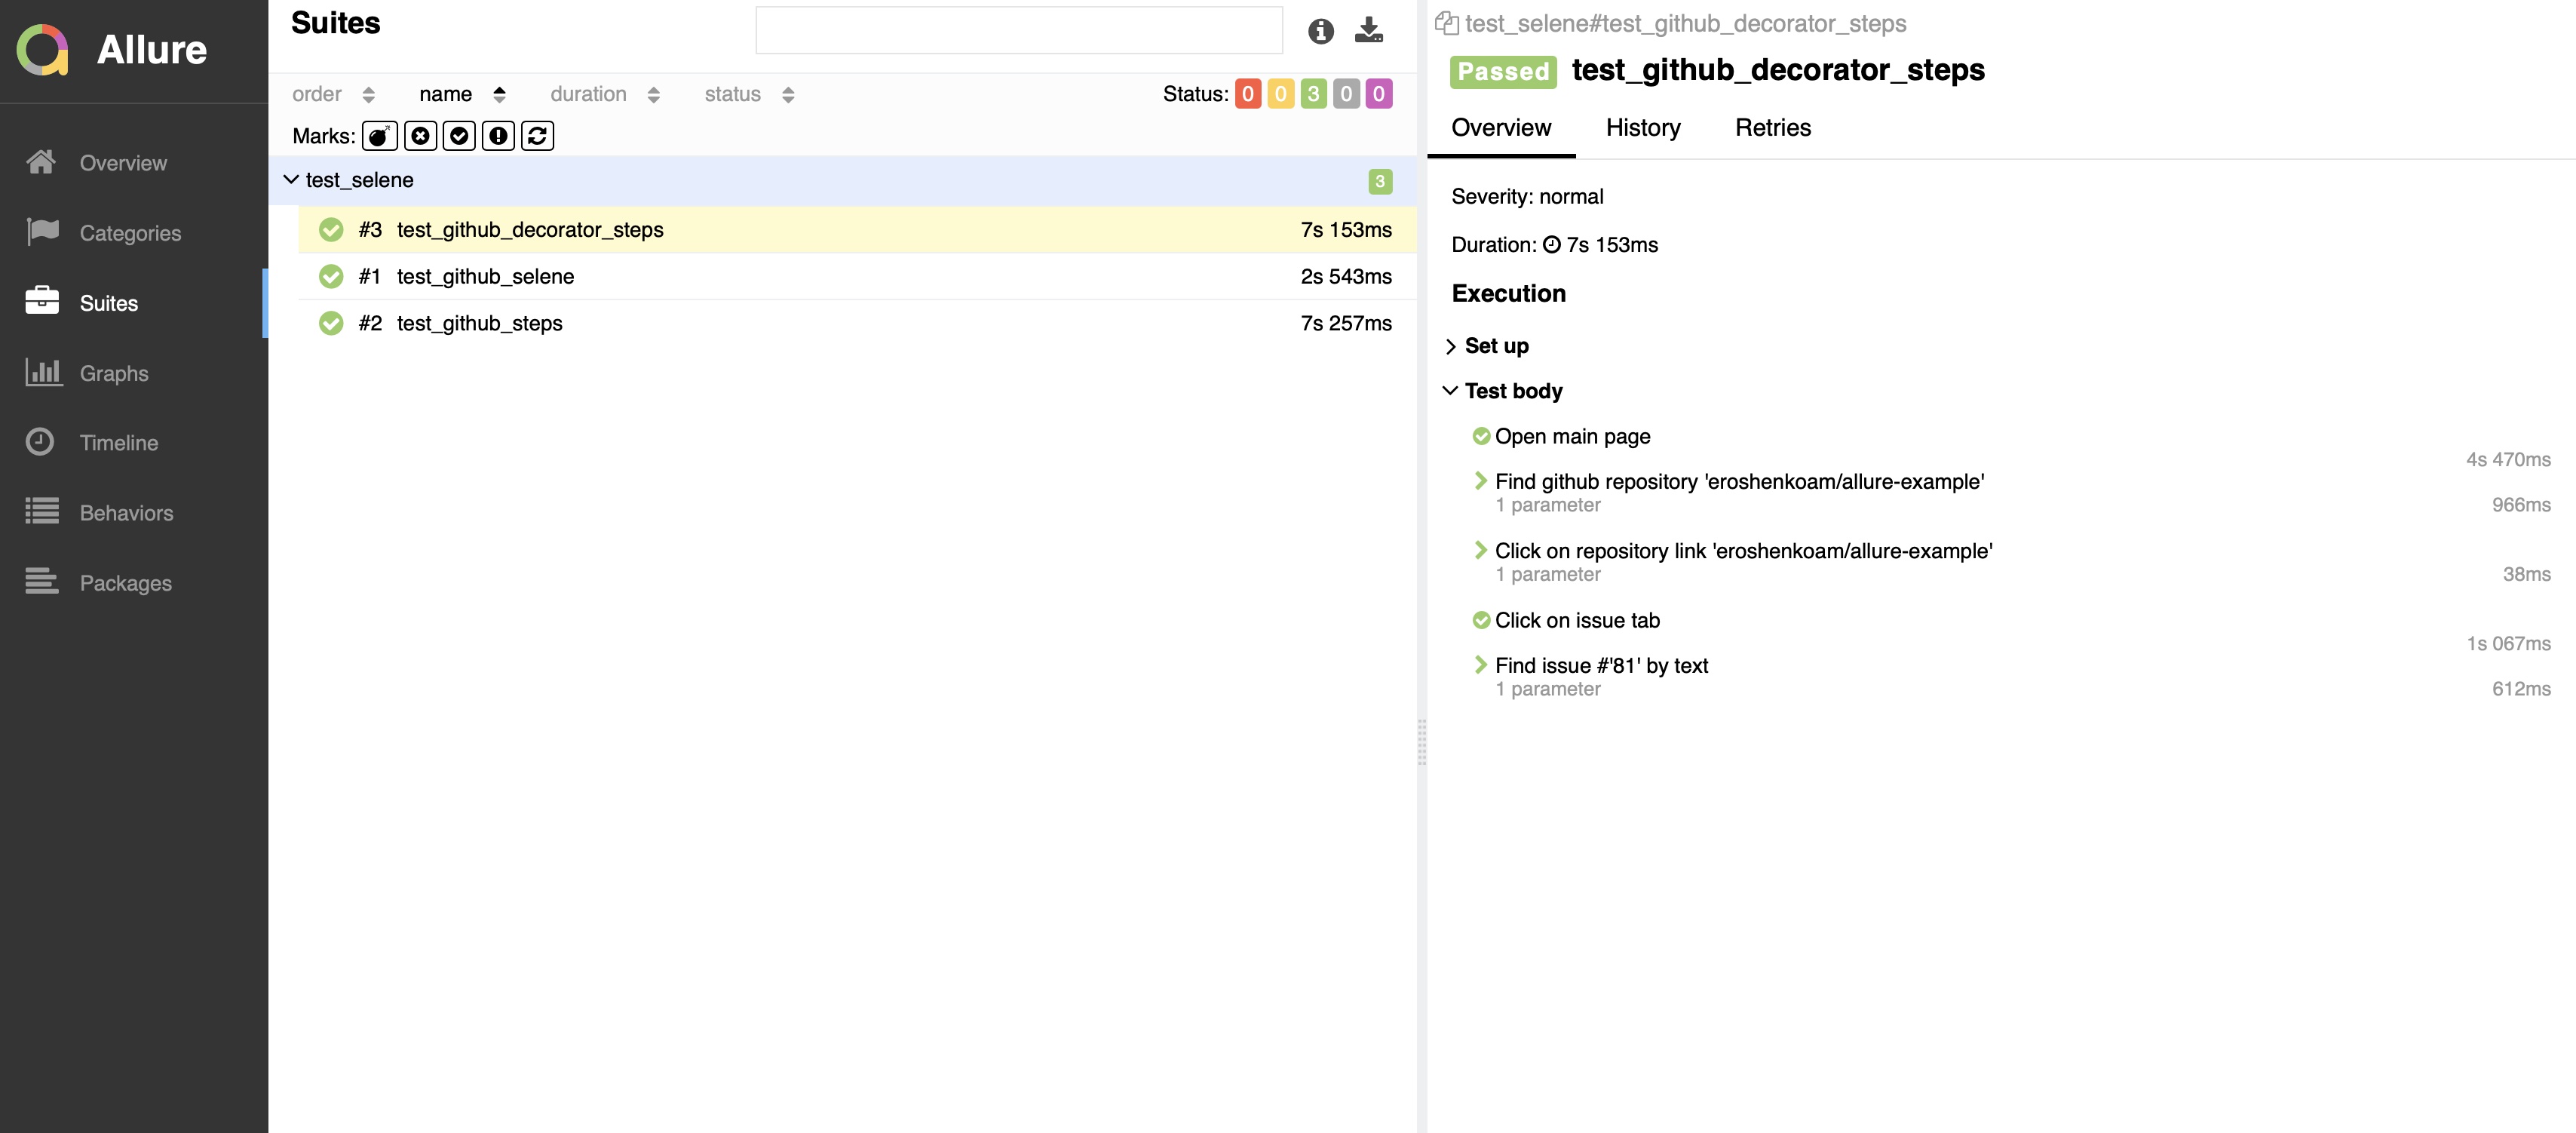 Allure
Overview
Categories
Suites
Graphs
Timeline
Behaviors
Packages
Suites
order name duration status Status: 0 0 3 0 0
Marks:
test_selene 3
#3 test_github_decorator_steps 7s 153ms
#1 test_github_selene 2s 543ms
#2 test_github_steps 7s 257ms
test_selene#test_github_decorator_steps
Passed test_github_decorator_steps
Overview History Retries
Severity: normal
Duration: 7s 153ms
Execution
Set up
Test body
Open main page
4s 470ms
Find github repository 'eroshenkoam/allure-example'
1 parameter 966ms
Click on repository link 'eroshenkoam/allure-example'
1 parameter 38ms
Click on issue tab
1s 067ms
Find issue #'81' by text
1 parameter 612ms